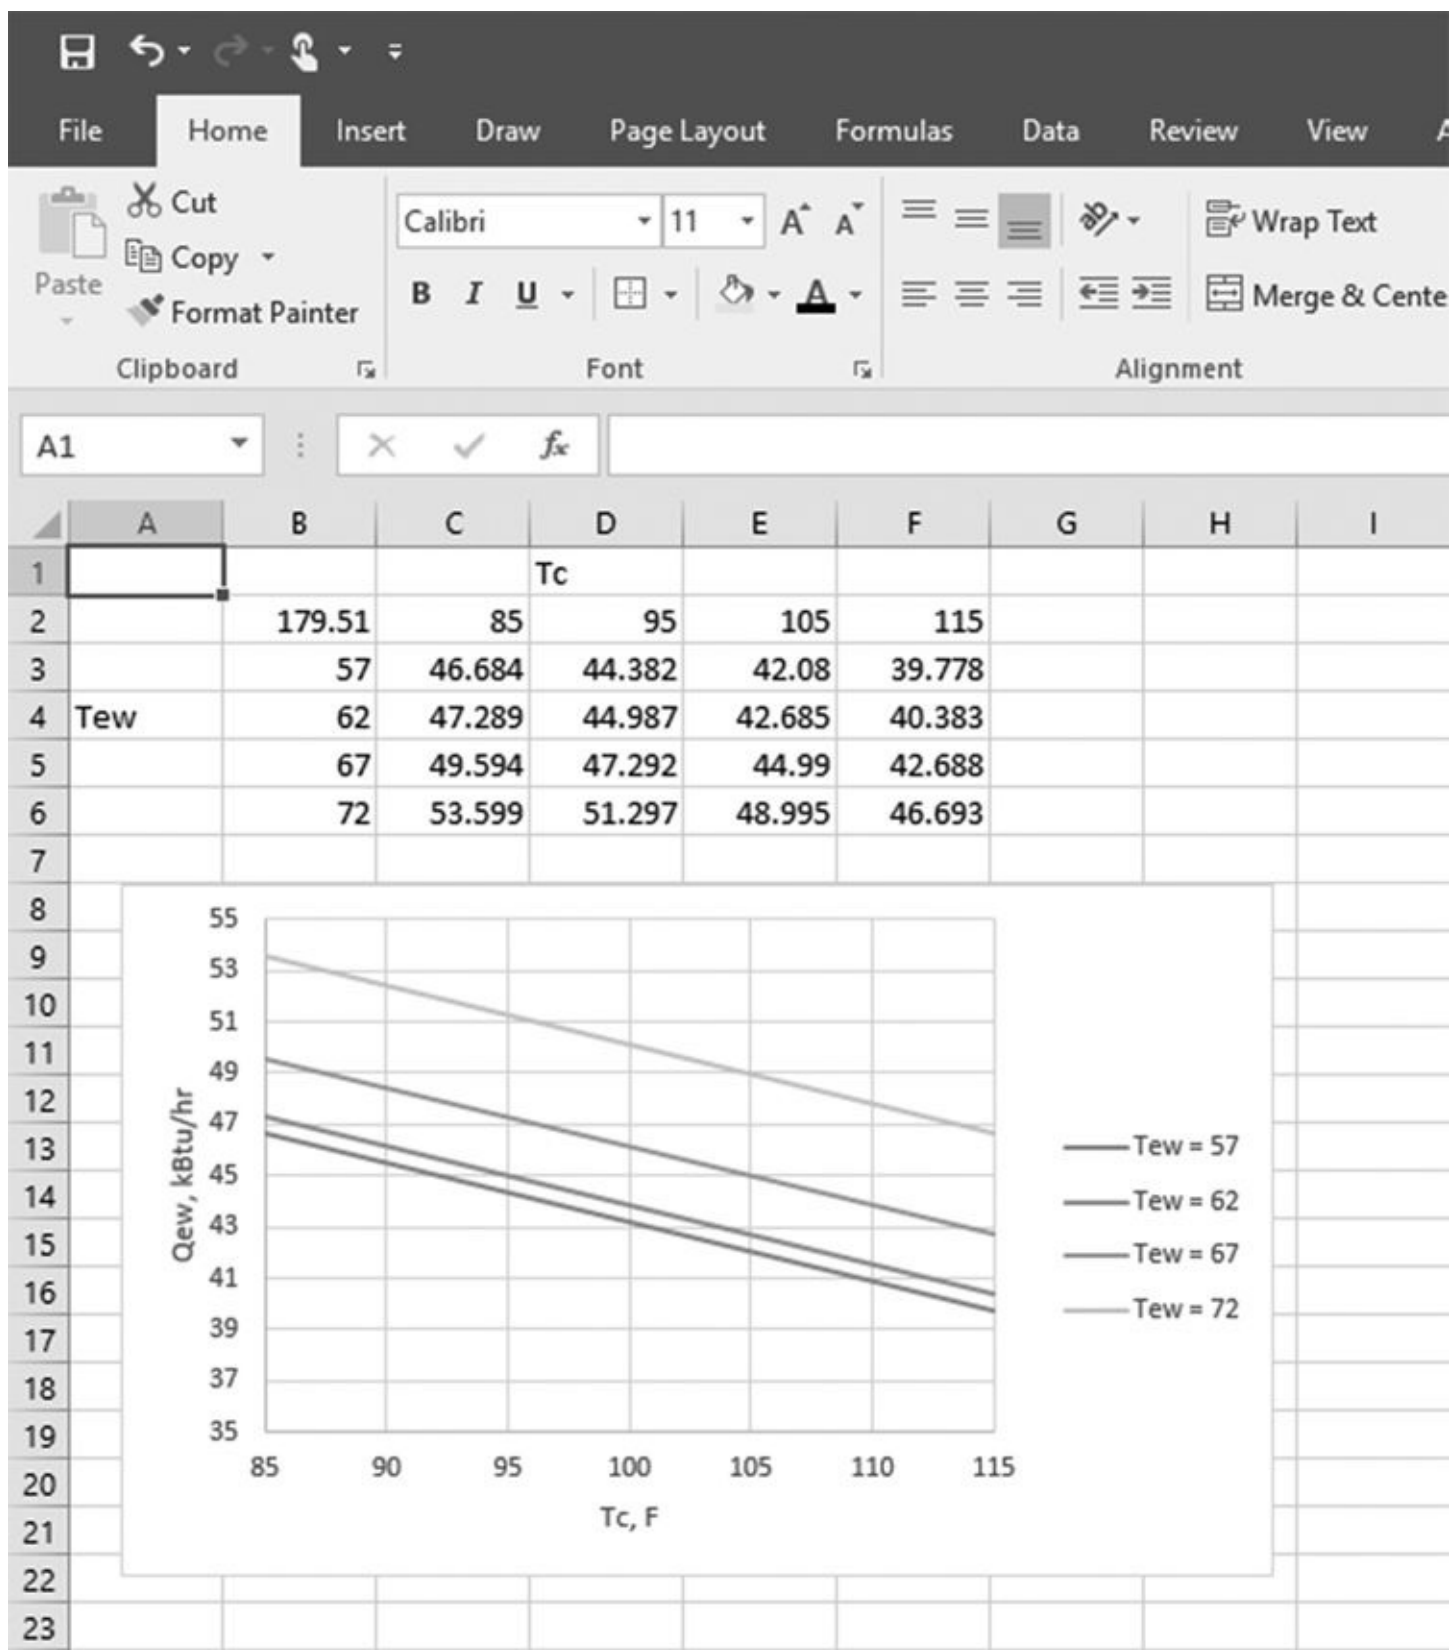 File Home Insert Draw Page Layout Formulas Data Review View
Cut
Calibri 11 A A Wrap Text
Copy
Paste
B I U A Merge & Cente
Format Painter
Clipboard Font Alignment
A1 fx
A B C D E F G H I
1 Tc
2 179.51 85 95 105 115
3 57 46.684 44.382 42.08 39.778
4 Tew 62 47.289 44.987 42.685 40.383
5 67 49.594 47.292 44.99 42.688
6 72 53.599 51.297 48.995 46.693
7
8
9
10
11
12
13
14
15
16
17
18
19
20
21
22
23
55
53
51
49
47
45
43
41
39
37
35
Qew, kBtu/hr
85 90 95 100 105 110 115
Tc, F
Tew = 57
Tew = 62
Tew = 67
Tew = 72